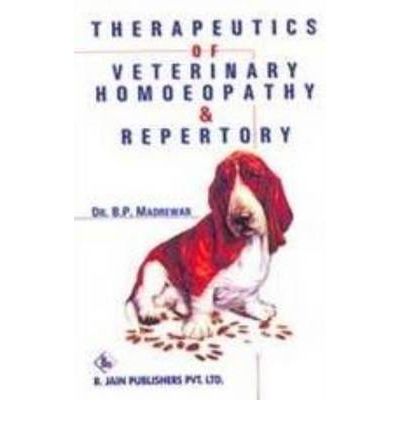 THERAPEUTICS
OF
VETERINARY
HOMOEOPATHY
&
REPERTORY
DR. B.P. MADREWAR
B. JAIN PUBLISHERS PVT. LTD.